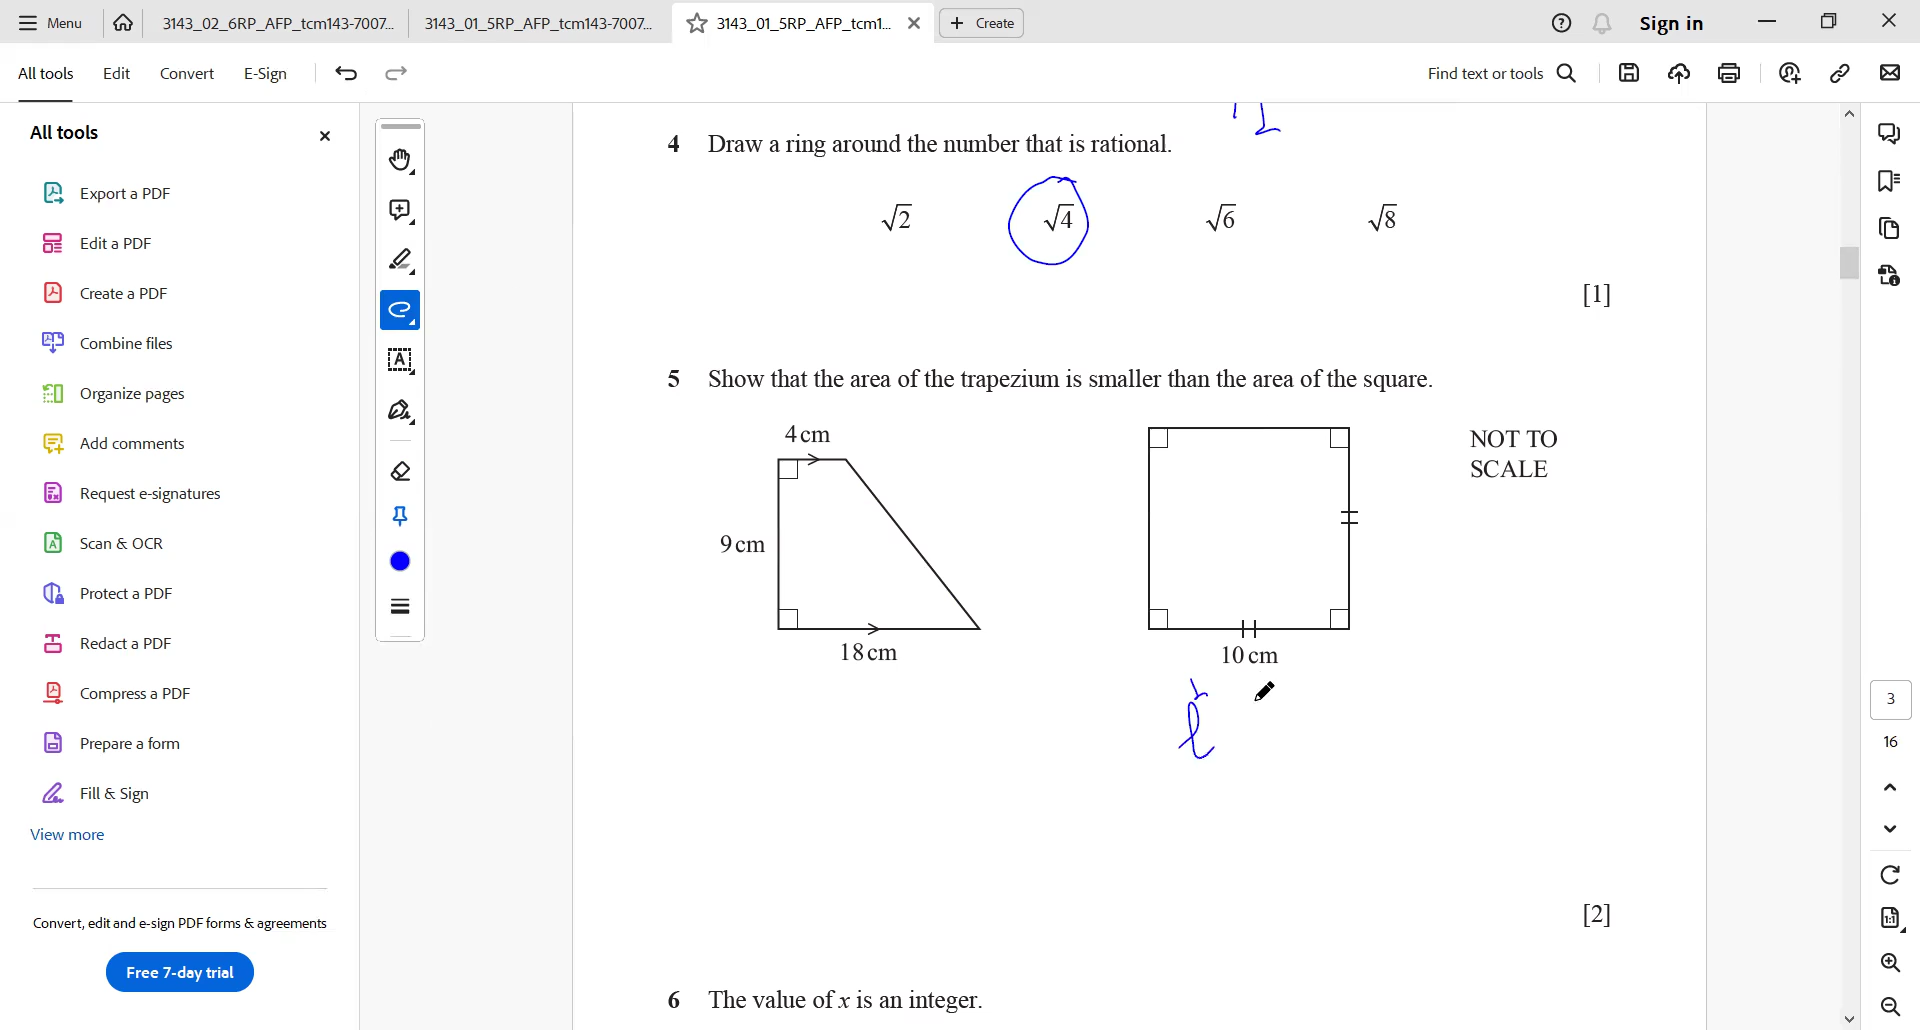 Menu
3143_02_6RP_AFP_tcm143-7007...
3143_01_5RP_AFP_tcm143-7007...
3143_01_5RP_AFP_tcm1...
Create
Sign in
All tools
Edit
Convert
E-Sign
Find text or tools
All tools
Export a PDF
Edit a PDF
Create a PDF
Combine files
Organize pages
Add comments
Request e-signatures
Scan & OCR
Protect a PDF
Redact a PDF
Compress a PDF
Prepare a form
Fill & Sign
View more
Convert, edit and e-sign PDF forms & agreements
Free 7-day trial
4 Draw a ring around the number that is rational.
√2 √4 √6 √8
[1]
5 Show that the area of the trapezium is smaller than the area of the square.
4 cm
NOT TO
SCALE
9 cm
18 cm
10 cm
[2]
6 The value of x is an integer.
3
16